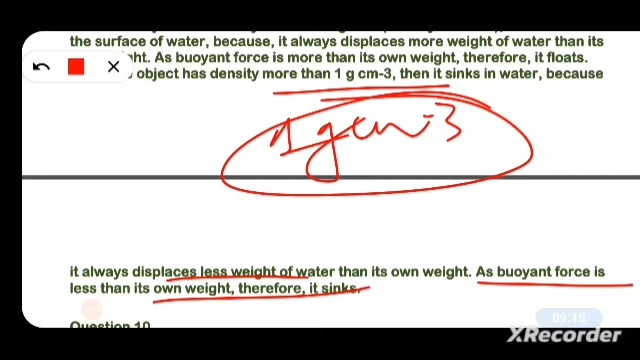 the surface of water, because, it always displaces more weight of water than its
ght. As buoyant force is more than its own weight, therefore, it floats.
object has density more than 1 g cm-3, then it sinks in water, because
1 g cm-3
it always displaces less weight of water than its own weight. As buoyant force is
less than its own weight, therefore, it sinks.
09:15
XRecorder
Question 10